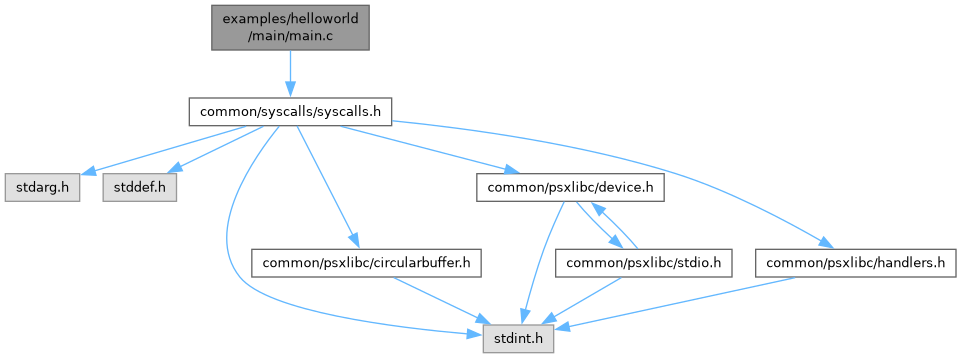 examples/helloworld
/main/main.c
common/syscalls/syscalls.h
stdarg.h
stddef.h
common/psxlibc/device.h
common/psxlibc/circularbuffer.h
common/psxlibc/stdio.h
common/psxlibc/handlers.h
stdint.h